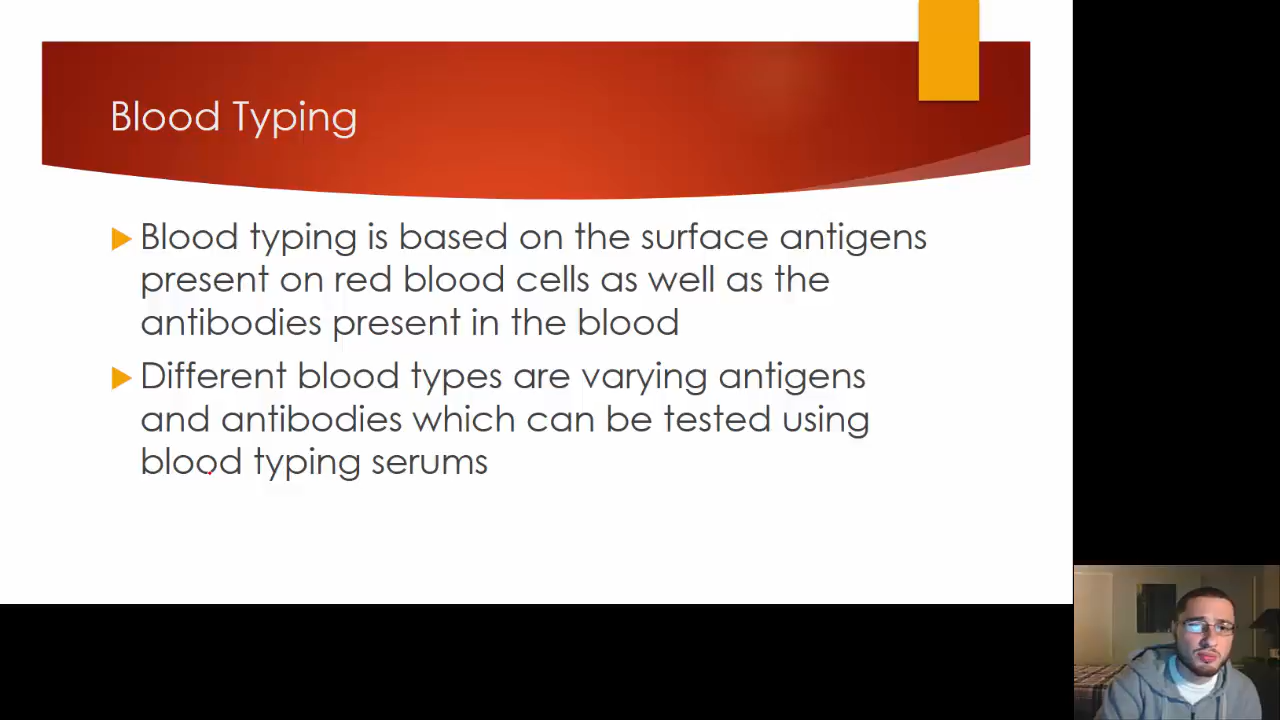 Blood Typing
Blood typing is based on the surface antigens
present on red blood cells as well as the
antibodies present in the blood
Different blood types are varying antigens
and antibodies which can be tested using
blood typing serums